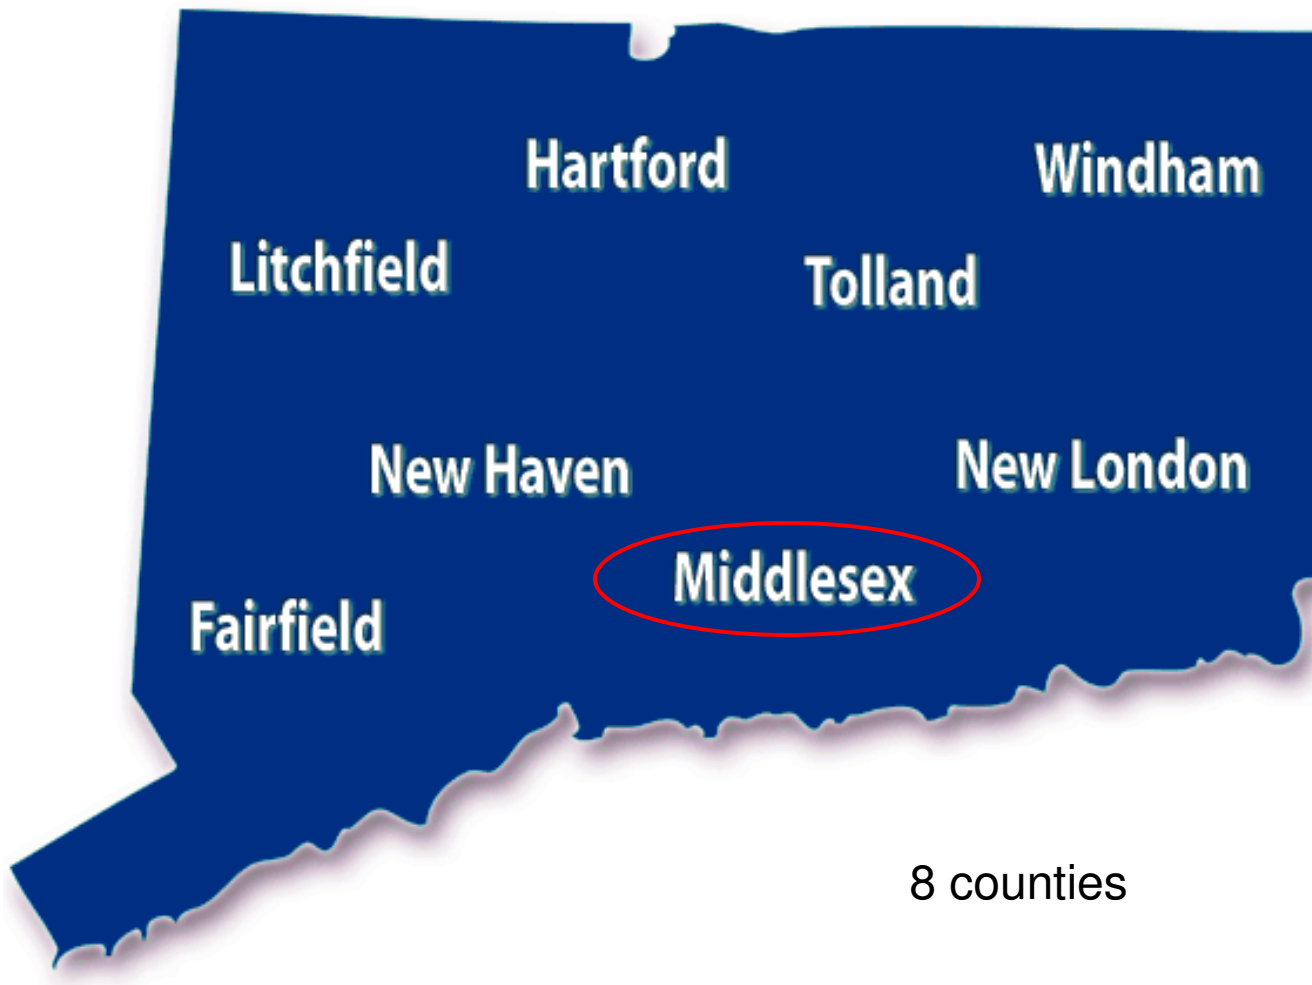 Hartford
Windham
Litchfield
Tolland
New Haven
New London
Middlesex
Fairfield
8 counties